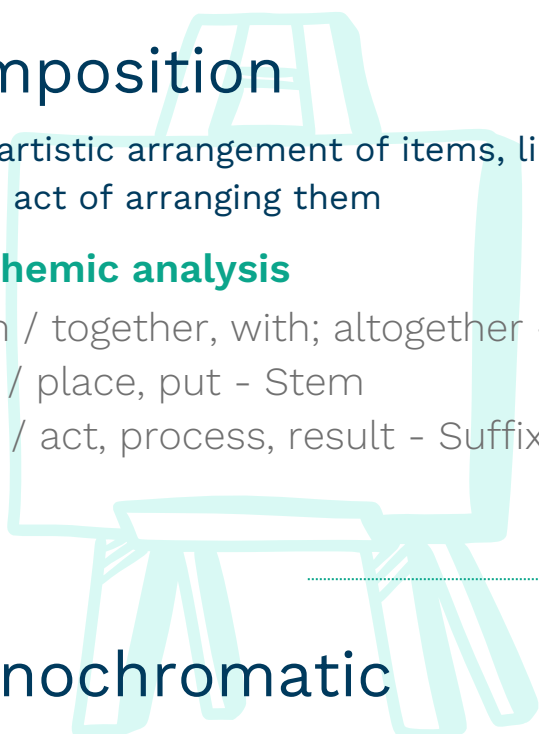 mposition
artistic arrangement of items, li
act of arranging them
hemic analysis
/ together, with; altogether
/ place, put - Stem
/ act, process, result - Suffix
nochromatic